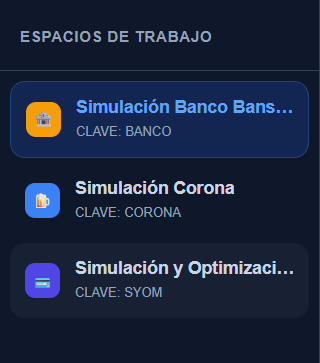 ESPACIOS DE TRABAJO
Simulación Banco Bans…
CLAVE: BANCO
Simulación Corona
CLAVE: CORONA
Simulación y Optimizaci…
CLAVE: SYOM